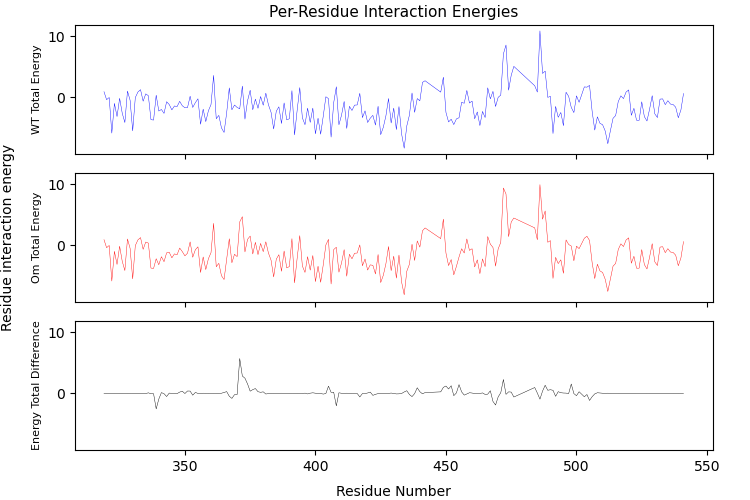 Per-Residue Interaction Energies
Residue interaction energy
WT Total Energy
10
0
Om Total Energy
10
0
Energy Total Difference
10
0
350
400
450
500
550
Residue Number